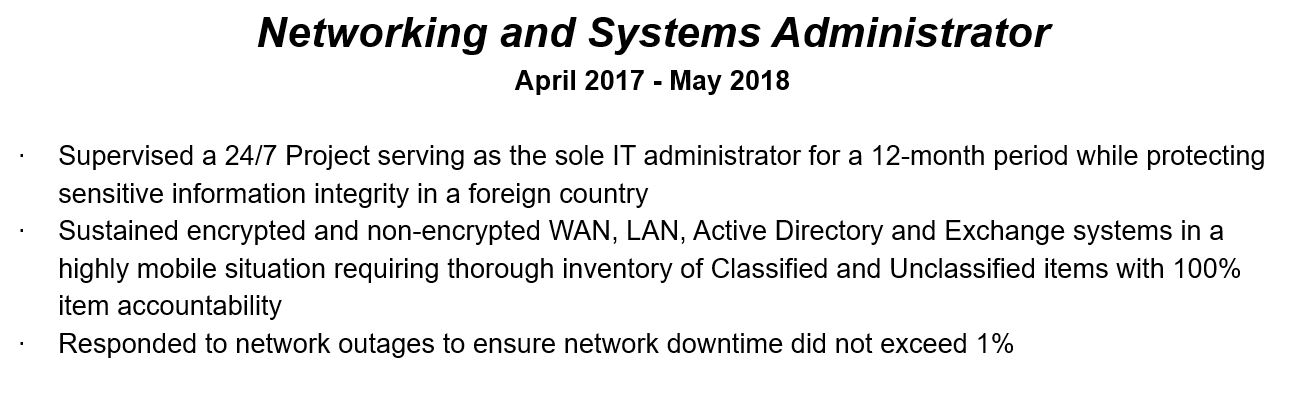 Networking and Systems Administrator
April 2017 - May 2018
· Supervised a 24/7 Project serving as the sole IT administrator for a 12-month period while protecting
sensitive information integrity in a foreign country
· Sustained encrypted and non-encrypted WAN, LAN, Active Directory and Exchange systems in a
highly mobile situation requiring thorough inventory of Classified and Unclassified items with 100%
item accountability
· Responded to network outages to ensure network downtime did not exceed 1%